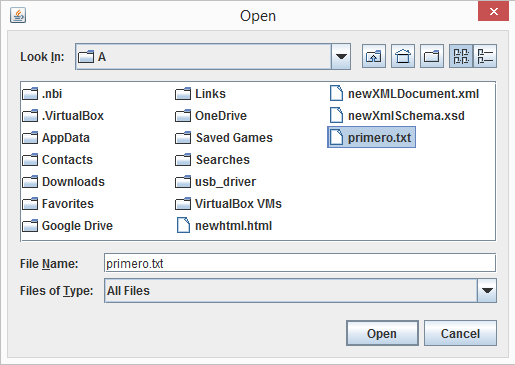 Open
Look In: A
.nbi
.VirtualBox
AppData
Contacts
Downloads
Favorites
Google Drive
Links
OneDrive
Saved Games
Searches
usb_driver
VirtualBox VMs
newhtml.html
newXMLDocument.xml
newXmlSchema.xsd
primero.txt
File Name: primero.txt
Files of Type: All Files
Open Cancel